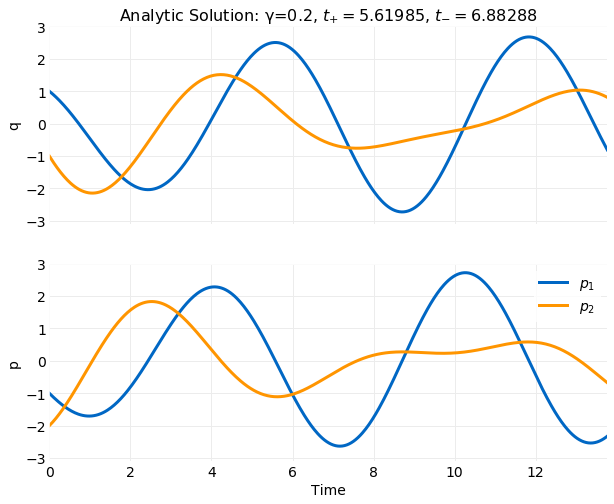 Analytic Solution: γ=0.2, t₊ = 5.61985, t₋ = 6.88288
3
2
1
0
−1
−2
−3
q
3
2
1
0
−1
−2
−3
p
p₁
p₂
0 2 4 6 8 10 12
Time